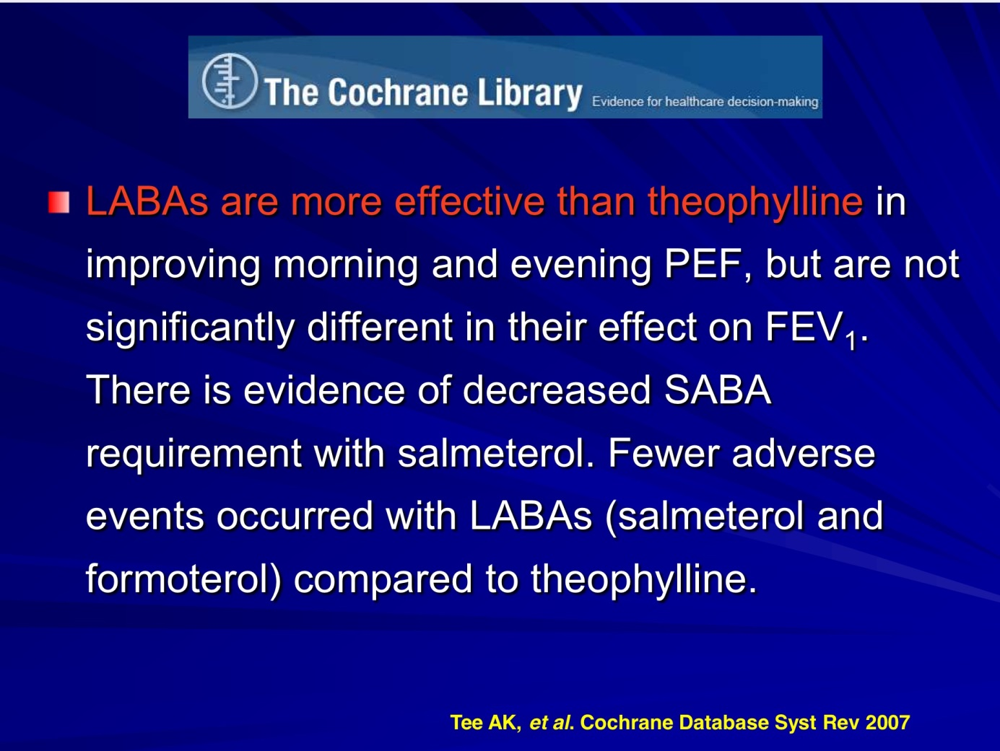 The Cochrane Library Evidence for healthcare decision-making
LABAs are more effective than theophylline in
improving morning and evening PEF, but are not
significantly different in their effect on FEV₁.
There is evidence of decreased SABA
requirement with salmeterol. Fewer adverse
events occurred with LABAs (salmeterol and
formoterol) compared to theophylline.
Tee AK, et al. Cochrane Database Syst Rev 2007